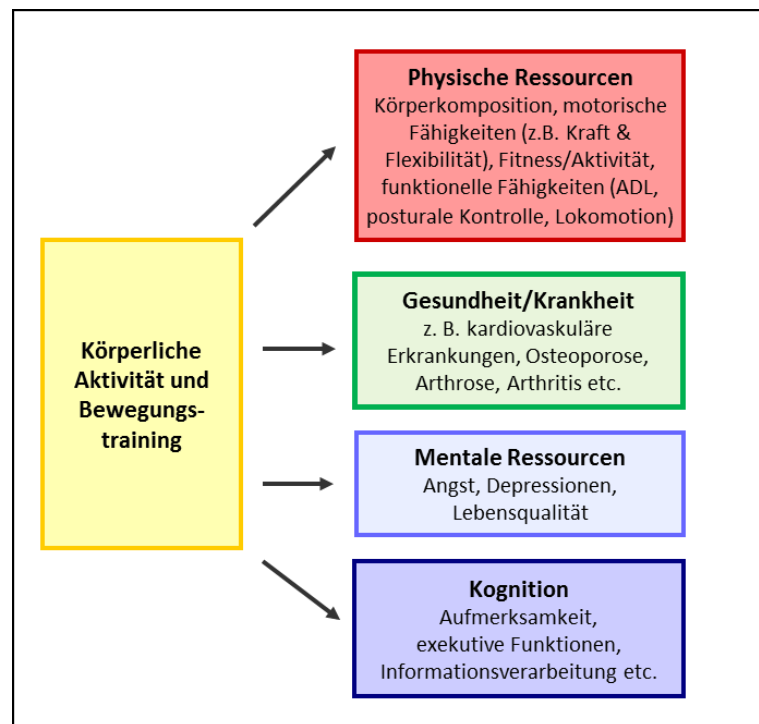 Physische Ressourcen
Körperkomposition, motorische
Fähigkeiten (z.B. Kraft &
Flexibilität), Fitness/Aktivität,
funktionelle Fähigkeiten (ADL,
posturale Kontrolle, Lokomotion)
Körperliche
Aktivität und
Bewegungs-
training
Gesundheit/Krankheit
z. B. kardiovaskuläre
Erkrankungen, Osteoporose,
Arthrose, Arthritis etc.
Mentale Ressourcen
Angst, Depressionen,
Lebensqualität
Kognition
Aufmerksamkeit,
exekutive Funktionen,
Informationsverarbeitung etc.